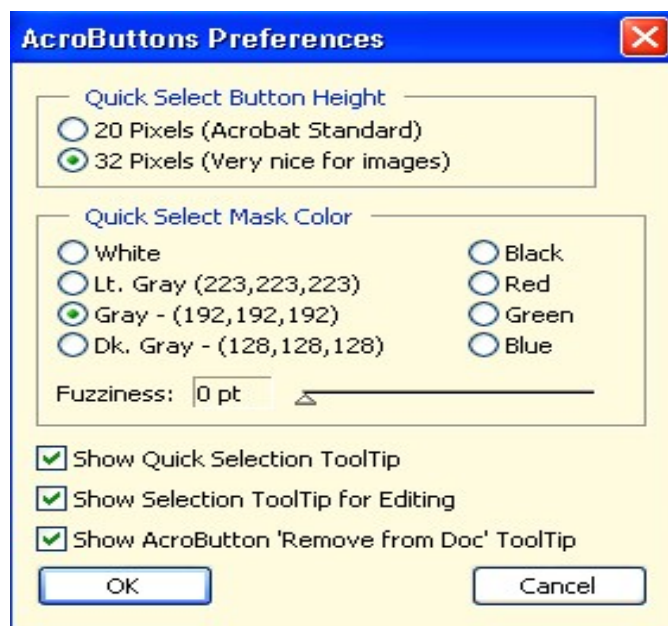 AcroButtons Preferences
Quick Select Button Height
20 Pixels (Acrobat Standard)
32 Pixels (Very nice for images)
Quick Select Mask Color
White Black
Lt. Gray (223,223,223) Red
Gray - (192,192,192) Green
Dk. Gray - (128,128,128) Blue
Fuzziness: 0 pt
Show Quick Selection ToolTip
Show Selection ToolTip for Editing
Show AcroButton 'Remove from Doc' ToolTip
OK Cancel